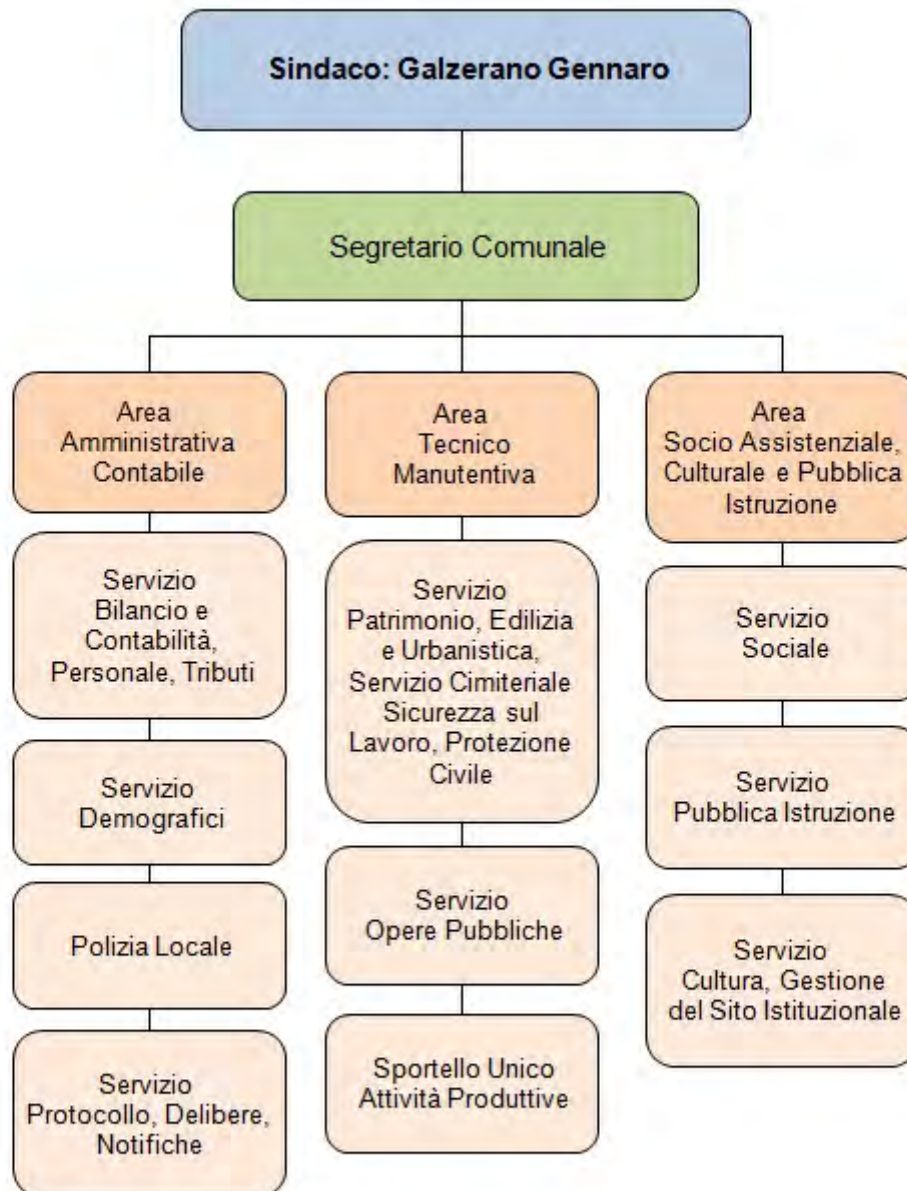 Sindaco: Galzerano Gennaro
Segretario Comunale
Area
Amministrativa
Contabile
Servizio
Bilancio e
Contabilità,
Personale, Tributi
Servizio
Demografici
Polizia Locale
Servizio
Protocollo, Delibere,
Notifiche
Area
Tecnico
Manutentiva
Servizio
Patrimonio, Edilizia
e Urbanistica,
Servizio Cimiteriale
Sicurezza sul
Lavoro, Protezione
Civile
Servizio
Opere Pubbliche
Sportello Unico
Attività Produttive
Area
Socio Assistenziale,
Culturale e Pubblica
Istruzione
Servizio
Sociale
Servizio
Pubblica Istruzione
Servizio
Cultura, Gestione
del Sito Istituzionale